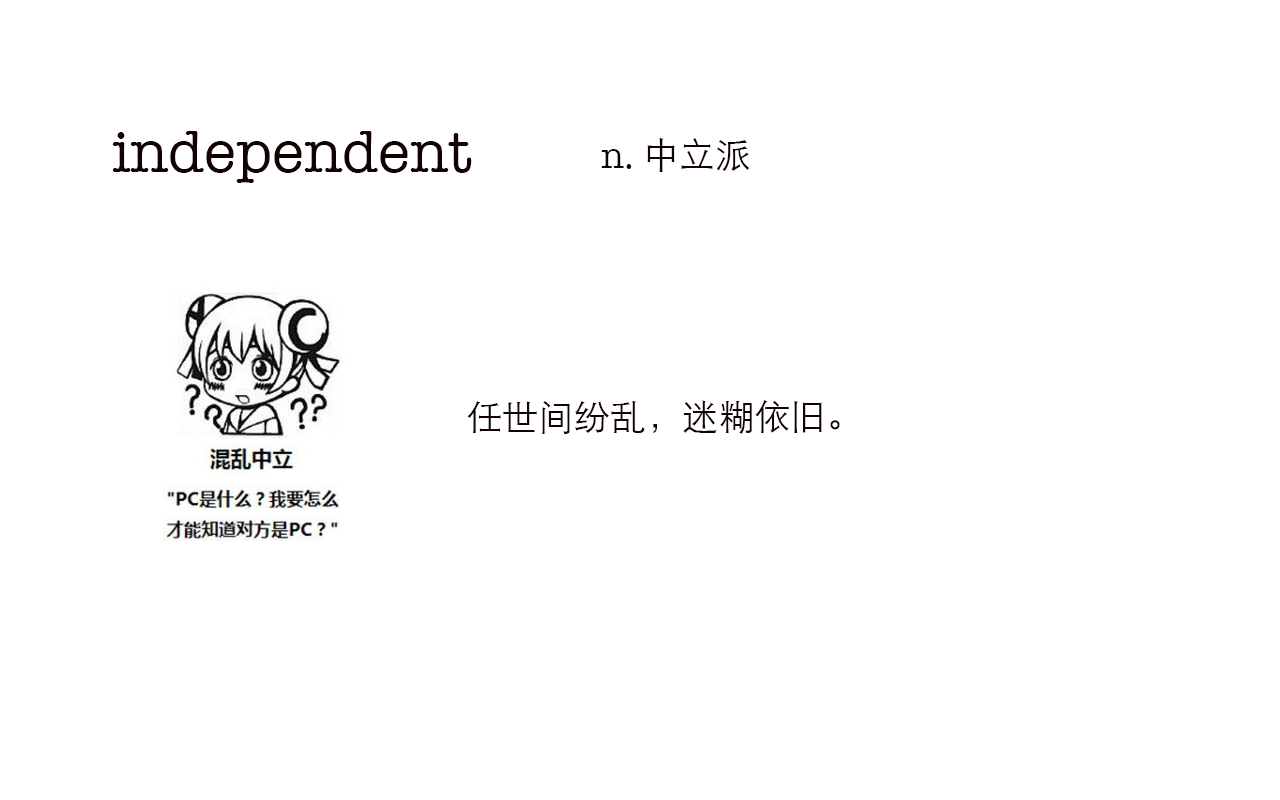 independent n. 中立派
任世间纷乱，迷糊依旧。
混乱中立
"PC是什么？我要怎么
才能知道对方是PC？"